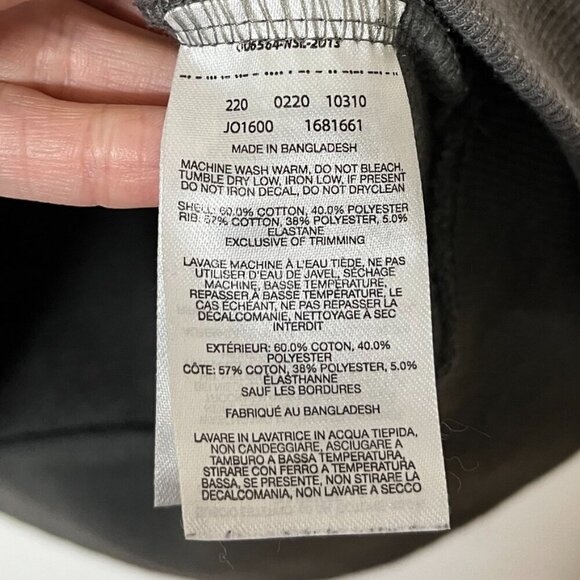 220 0220 10310
JO1600 1681661
MADE IN BANGLADESH
MACHINE WASH WARM, DO NOT BLEACH,
TUMBLE DRY LOW, IRON LOW, IF PRESENT
DO NOT IRON DECAL, DO NOT DRYCLEAN
SHELL: 60.0% COTTON, 40.0% POLYESTER
RIB: 57% COTTON, 38% POLYESTER, 5.0%
ELASTANE
EXCLUSIVE OF TRIMMING
LAVAGE MACHINE À L'EAU TIÈDE, NE PAS
UTILISER D'EAU DE JAVEL, SÉCHAGE
MACHINE, BASSE TEMPÉRATURE,
REPASSER À BASSE TEMPÉRATURE, LE
CAS ÉCHÉANT, NE PAS REPASSER LA
DÉCALCOMANIE, NETTOYAGE À SEC
INTERDIT
EXTÉRIEUR: 60.0% COTON, 40.0%
POLYESTER
CÔTE: 57% COTON, 38% POLYESTER, 5.0%
ÉLASTHANNE
SAUF LES BORDURES
FABRIQUÉ AU BANGLADESH
LAVARE IN LAVATRICE IN ACQUA TIEPIDA,
NON CANDEGGIARE, ASCIUGARE A
TAMBURO A BASSA TEMPERATURA,
STIRARE CON FERRO A TEMPERATURA
BASSA, SE PRESENTE, NON STIRARE LA
DECALCOMANIA, NON LAVARE A SECCO